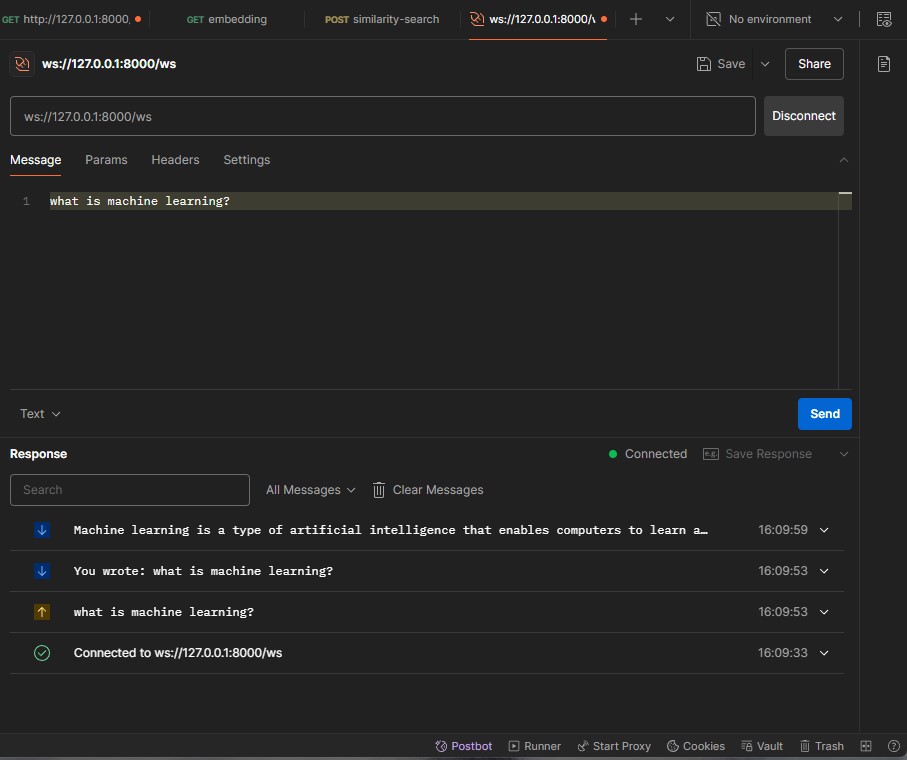 GET http://127.0.0.1:8000, GET embedding POST similarity-search ws://127.0.0.1:8000/ No environment
ws://127.0.0.1:8000/ws Save Share
ws://127.0.0.1:8000/ws Disconnect
Message Params Headers Settings
1 what is machine learning?
Text Send
Response Connected e.g. Save Response
Search All Messages Clear Messages
Machine learning is a type of artificial intelligence that enables computers to learn a… 16:09:59
You wrote: what is machine learning? 16:09:53
what is machine learning? 16:09:53
Connected to ws://127.0.0.1:8000/ws 16:09:33
Postbot Runner Start Proxy Cookies Vault Trash